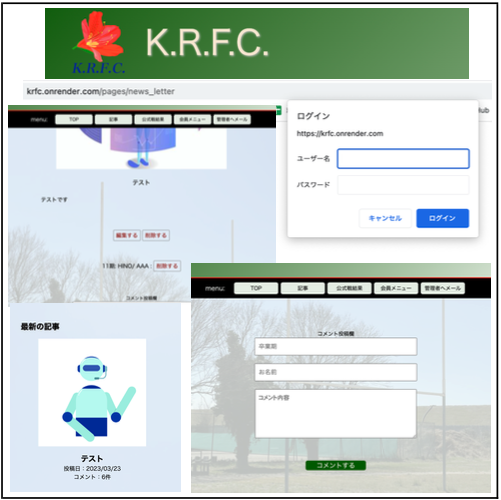 K.R.F.C.
K.R.F.C.
krfc.onrender.com/pages/news_letter
menu:
TOP
記事
公式戦結果
会員メニュー
管理者へメール
テスト
テストです
編集する
削除する
11期: HINO/ AAA :
削除する
コメント投稿欄
ログイン
https://krfc.onrender.com
ユーザー名
パスワード
キャンセル
ログイン
最新の記事
テスト
投稿日：2023/03/23
コメント：6件
menu:
TOP
記事
公式戦結果
会員メニュー
管理者へメール
コメント投稿欄
卒業期
お名前
コメント内容
コメントする